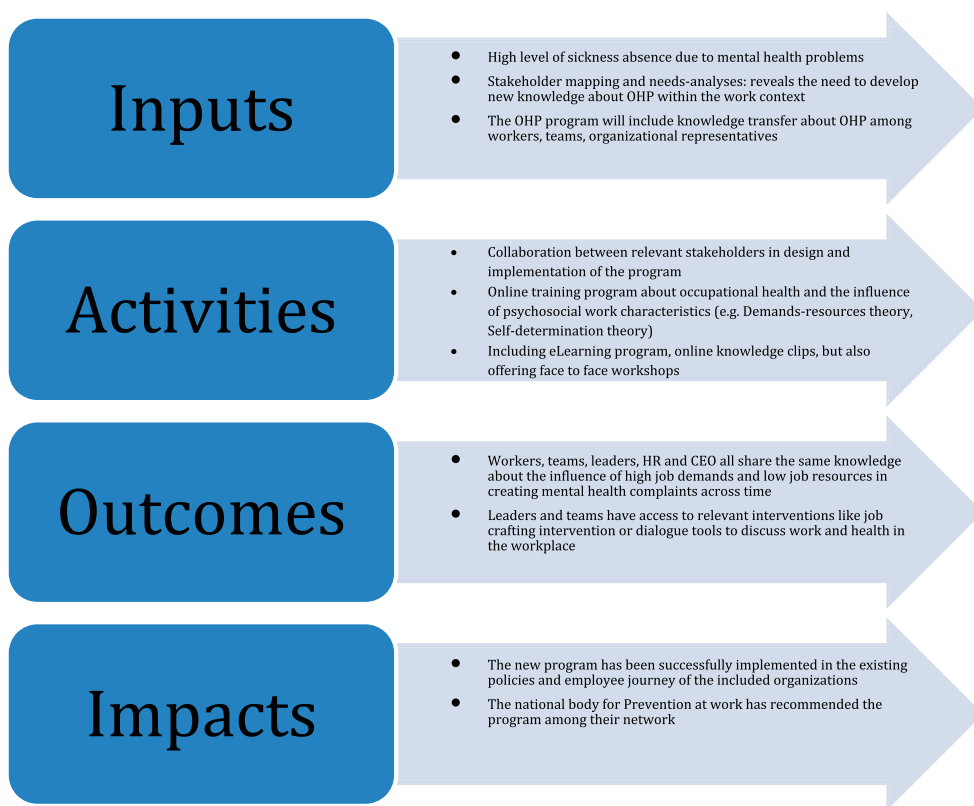 Inputs
● High level of sickness absence due to mental health problems
● Stakeholder mapping and needs-analyses: reveals the need to develop
new knowledge about OHP within the work context
● The OHP program will include knowledge transfer about OHP among
workers, teams, organizational representatives
Activities
• Collaboration between relevant stakeholders in design and
implementation of the program
• Online training program about occupational health and the influence
of psychosocial work characteristics (e.g. Demands-resources theory,
Self-determination theory)
• Including eLearning program, online knowledge clips, but also
offering face to face workshops
Outcomes
● Workers, teams, leaders, HR and CEO all share the same knowledge
about the influence of high job demands and low job resources in
creating mental health complaints across time
● Leaders and teams have access to relevant interventions like job
crafting intervention or dialogue tools to discuss work and health in
the workplace
Impacts
● The new program has been successfully implemented in the existing
policies and employee journey of the included organizations
● The national body for Prevention at work has recommended the
program among their network